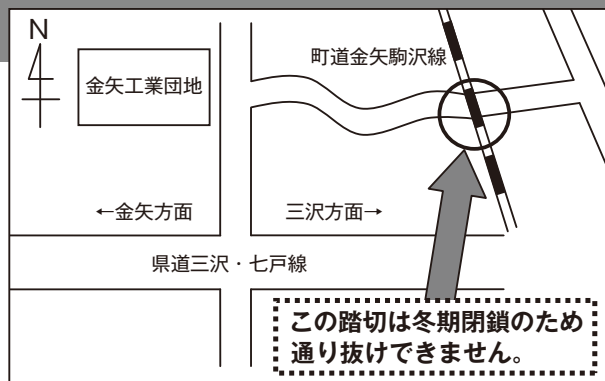 N
町道金矢駒沢線
金矢工業団地
←金矢方面
三沢方面→
県道三沢・七戸線
この踏切は冬期閉鎖のため
通り抜けできません。